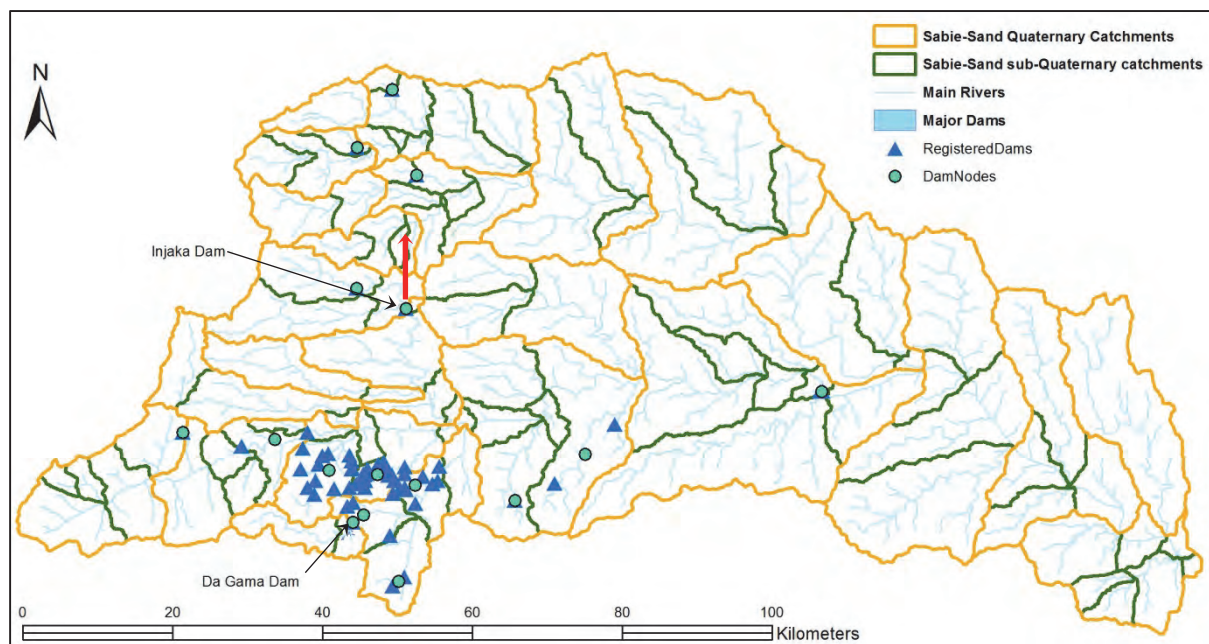 Sabie-Sand Quaternary Catchments
Sabie-Sand sub-Quaternary catchments
Main Rivers
Major Dams
RegisteredDams
DamNodes
N
Injaka Dam
Da Gama Dam
0 20 40 60 80 100
Kilometers